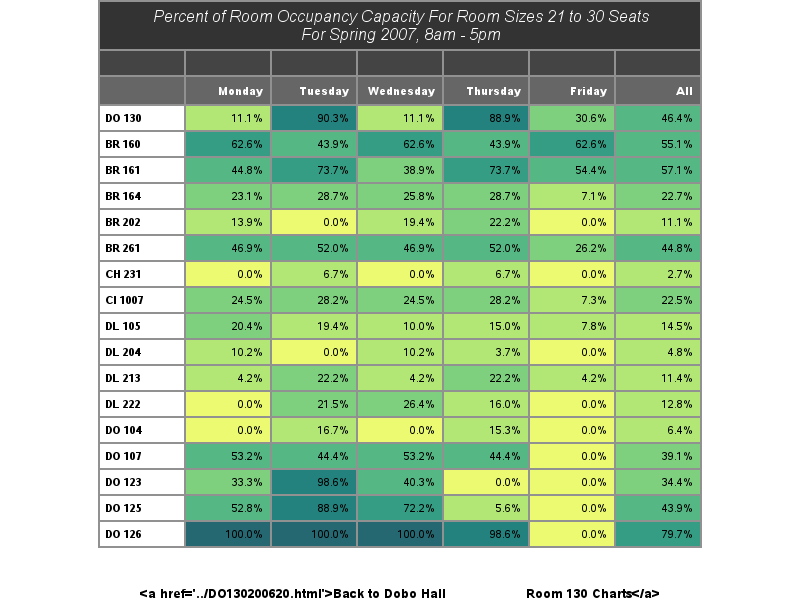 Percent of Room Occupancy Capacity For Room Sizes 21 to 30 Seats
For Spring 2007, 8am - 5pm
Monday Tuesday Wednesday Thursday Friday All
DO 130 11.1% 90.3% 11.1% 88.9% 30.6% 46.4%
BR 160 62.6% 43.9% 62.6% 43.9% 62.6% 55.1%
BR 161 44.8% 73.7% 38.9% 73.7% 54.4% 57.1%
BR 164 23.1% 28.7% 25.8% 28.7% 7.1% 22.7%
BR 202 13.9% 0.0% 19.4% 22.2% 0.0% 11.1%
BR 261 46.9% 52.0% 46.9% 52.0% 26.2% 44.8%
CH 231 0.0% 6.7% 0.0% 6.7% 0.0% 2.7%
CI 1007 24.5% 28.2% 24.5% 28.2% 7.3% 22.5%
DL 105 20.4% 19.4% 10.0% 15.0% 7.8% 14.5%
DL 204 10.2% 0.0% 10.2% 3.7% 0.0% 4.8%
DL 213 4.2% 22.2% 4.2% 22.2% 4.2% 11.4%
DL 222 0.0% 21.5% 26.4% 16.0% 0.0% 12.8%
DO 104 0.0% 16.7% 0.0% 15.3% 0.0% 6.4%
DO 107 53.2% 44.4% 53.2% 44.4% 0.0% 39.1%
DO 123 33.3% 98.6% 40.3% 0.0% 0.0% 34.4%
DO 125 52.8% 88.9% 72.2% 5.6% 0.0% 43.9%
DO 126 100.0% 100.0% 100.0% 98.6% 0.0% 79.7%
<a href='../DO130200620.html'>Back to Dobo Hall Room 130 Charts</a>